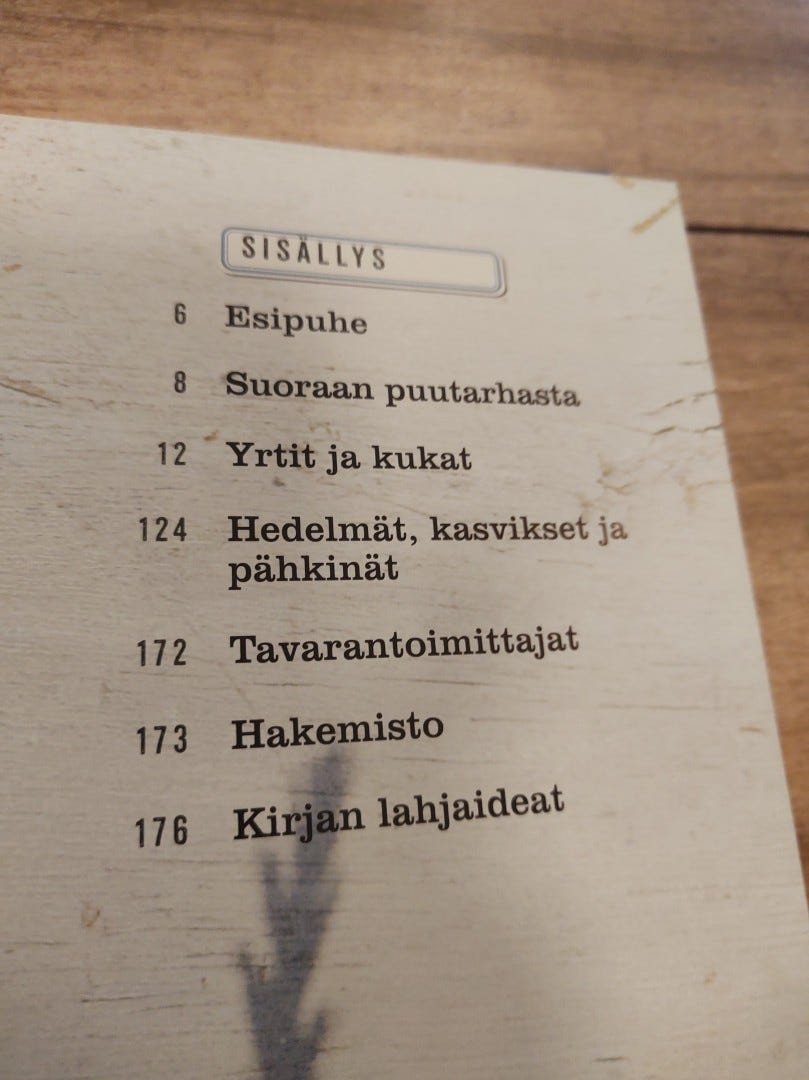 SISÄLLYS
6 Esipuhe
8 Suoraan puutarhasta
12 Yrtit ja kukat
124 Hedelmät, kasvikset ja
pähkinät
172 Tavarantoimittajat
173 Hakemisto
176 Kirjan lahjaideat